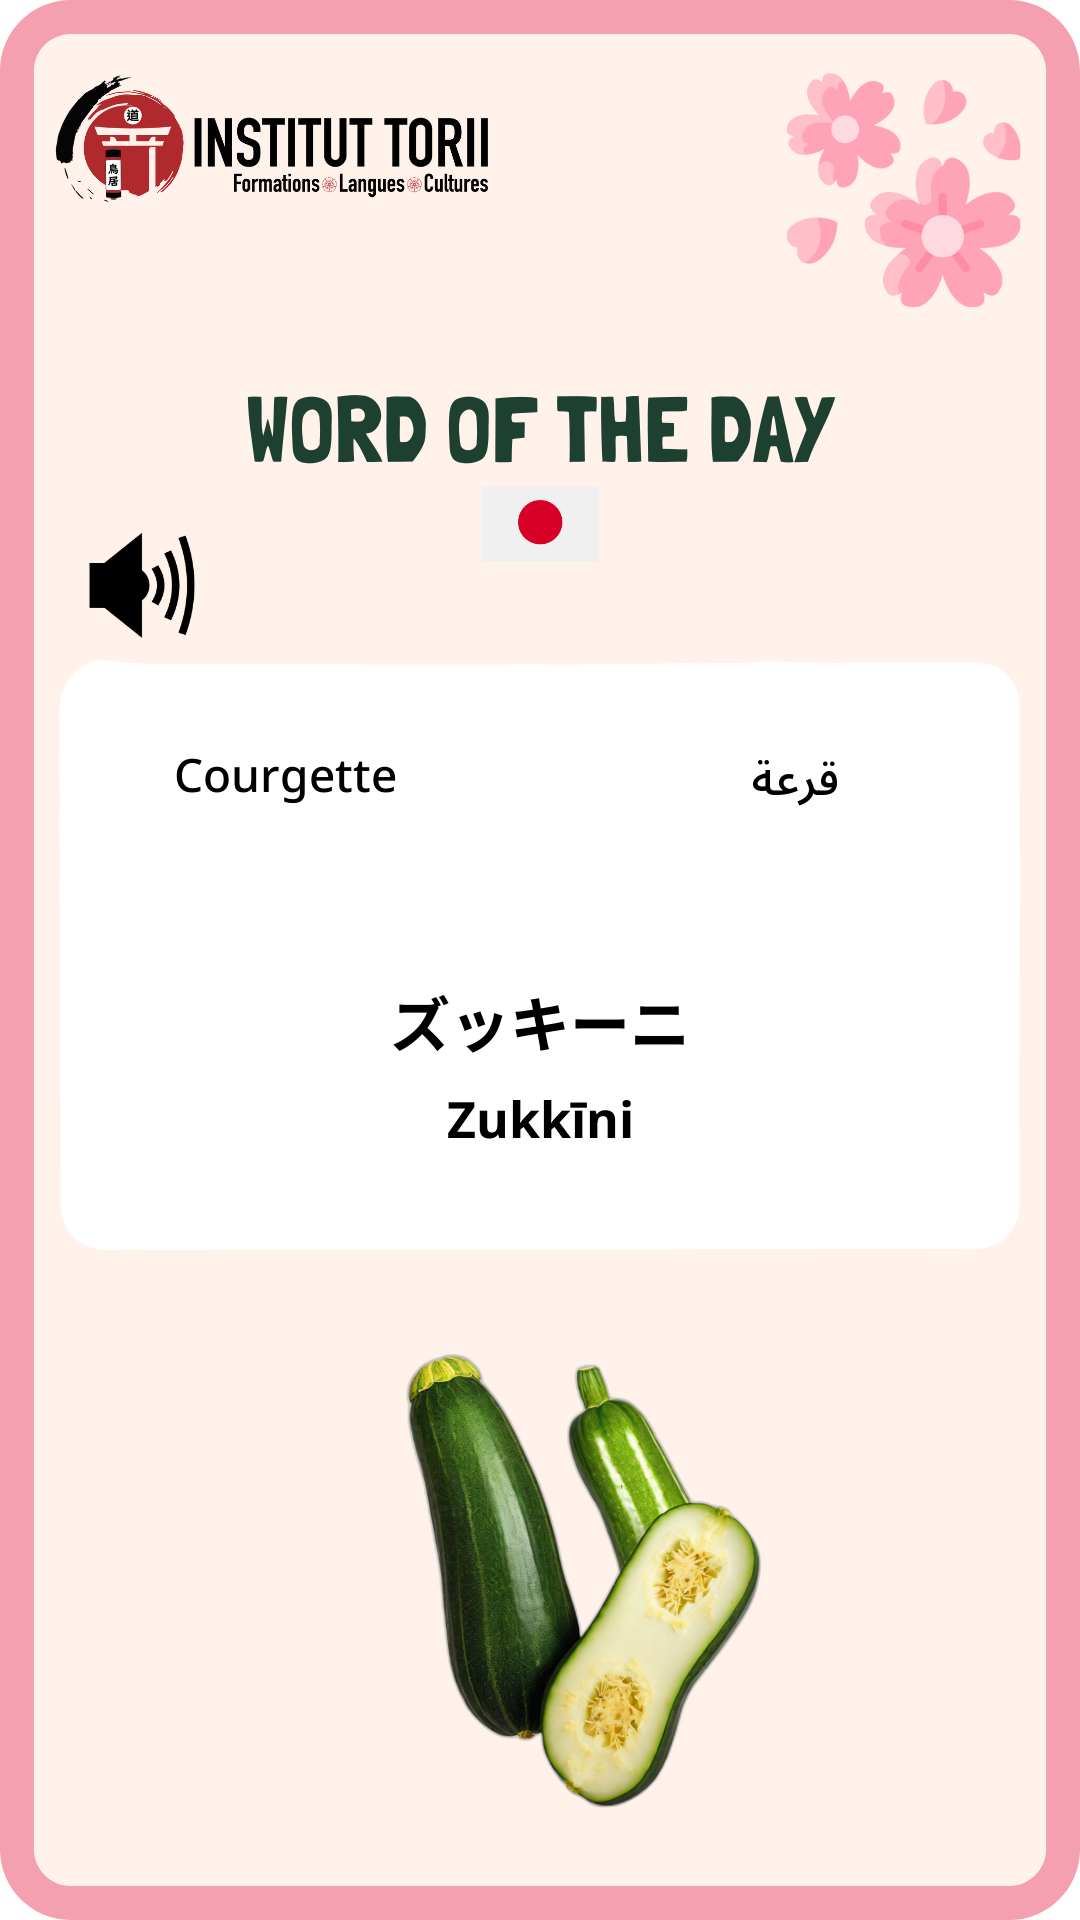 道
鳥居
INSTITUT TORII
Formations Langues Cultures
WORD OF THE DAY
Courgette
قرعة
ズッキーニ
Zukkīni